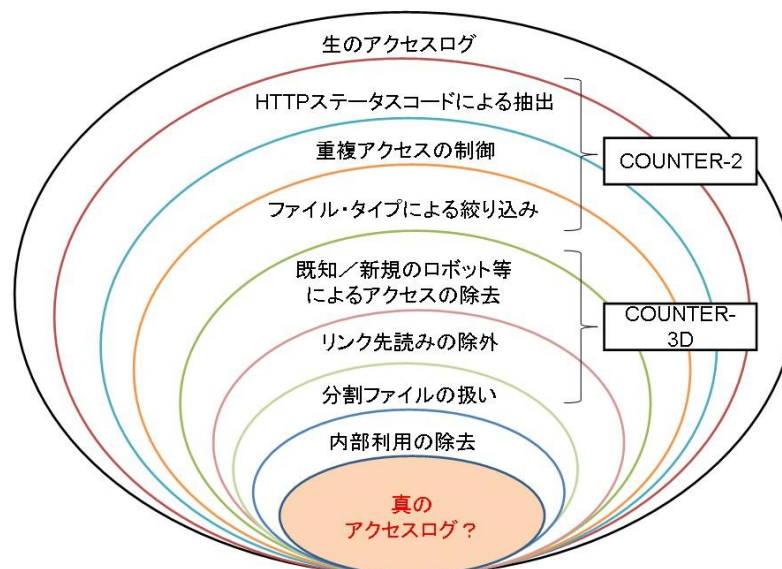 生のアクセスログ
HTTPステータスコードによる抽出
重複アクセスの制御
COUNTER-2
ファイル・タイプによる絞り込み
既知／新規のロボット等
によるアクセスの除去
COUNTER-
3D
リンク先読みの除外
分割ファイルの扱い
内部利用の除去
真の
アクセスログ？